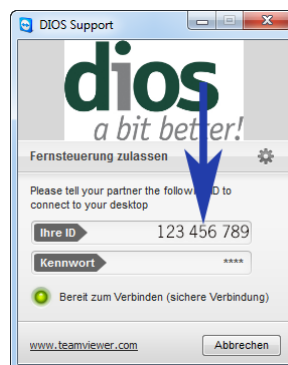 DIOS Support
dios
a bit better!
Fernsteuerung zulassen
Please tell your partner the following ID to
connect to your desktop
Ihre ID 123 456 789
Kennwort ****
Bereit zum Verbinden (sichere Verbindung)
www.teamviewer.com Abbrechen